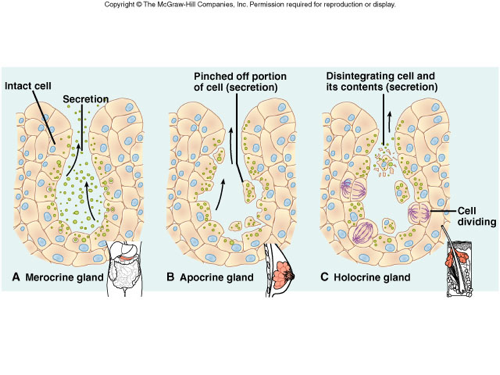 Copyright © The McGraw-Hill Companies, Inc. Permission required for reproduction or display.
Intact cell
Secretion
Pinched off portion
of cell (secretion)
Disintegrating cell and
its contents (secretion)
Cell
dividing
A Merocrine gland
B Apocrine gland
C Holocrine gland